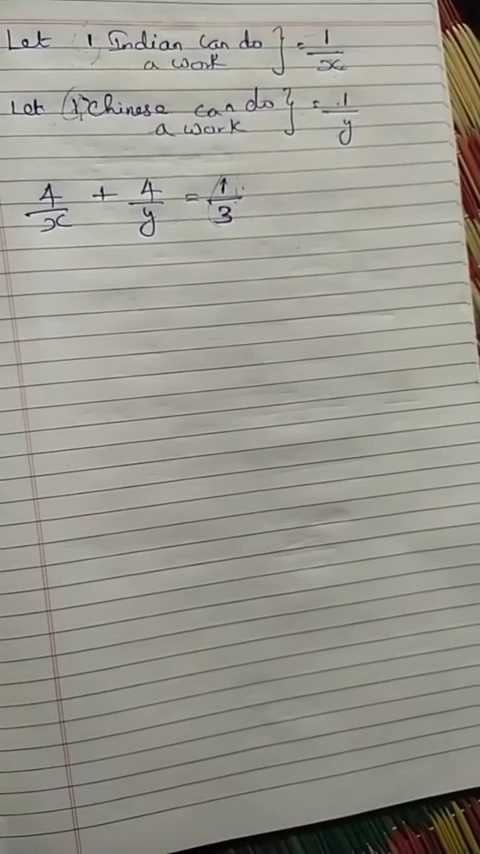 Let 1 Indian can do } = 1/x
a work
Let (1) Chinese can do } = 1/y
a work
4/x + 4/y = 1/3